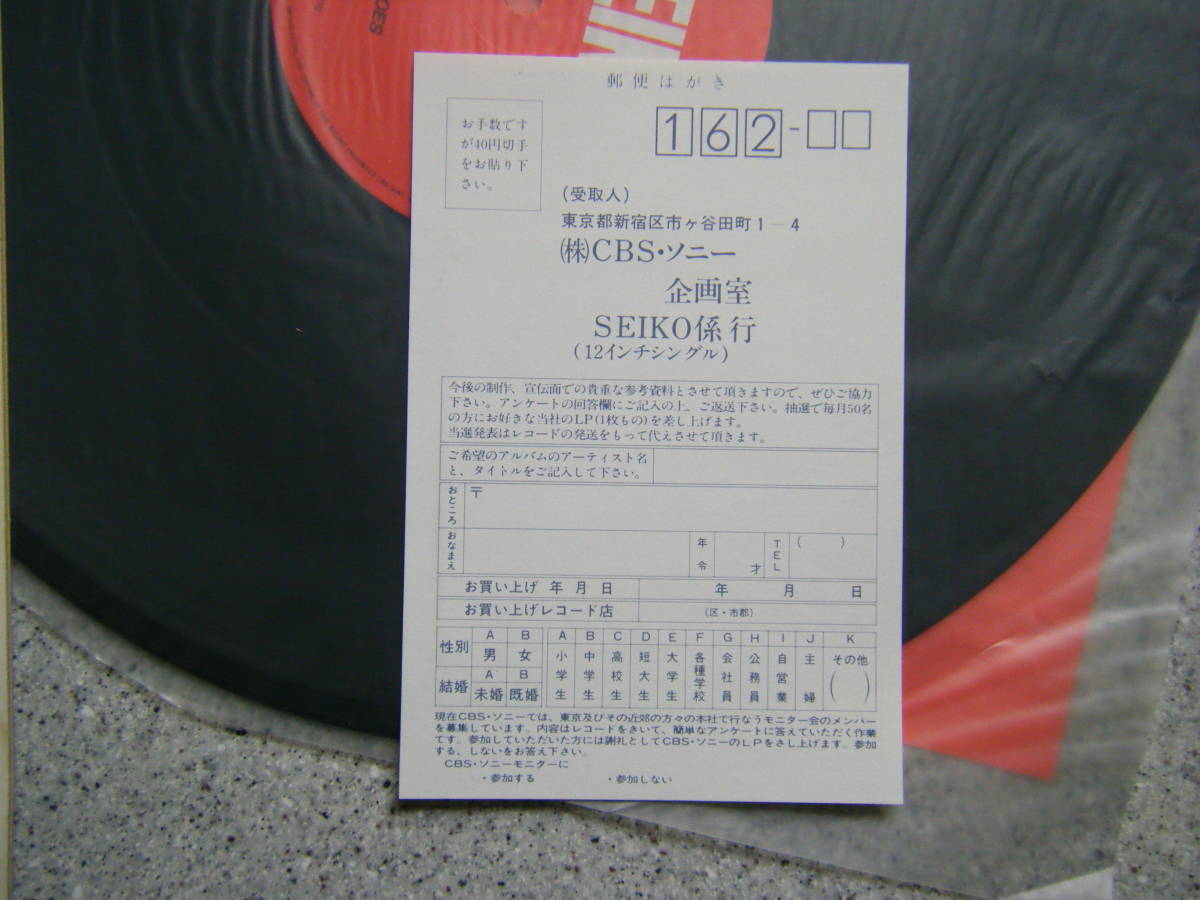 OES
EIK
郵便はがき
お手数です
が40円切手
をお貼り下
さい。
162-
(受取人)
東京都新宿区市ヶ谷田町1―4
㈱CBS・ソニー
企画室
SEIKO係 行
(12インチシングル)
今後の制作、宣伝面での貴重な参考資料とさせて頂きますので、ぜひご協力
下さい。アンケートの回答欄にご記入の上、ご返送下さい。抽選で毎月50名
の方にお好きな当社のLP(1枚もの)を差し上げます。
当選発表はレコードの発送をもって代えさせて頂きます。
ご希望のアルバムのアーティスト名
と、タイトルをご記入して下さい。
おところ 〒
おなまえ 年令 才 TEL ( )
お買い上げ 年 月 日 年 月 日
お買い上げレコード店 (区・市郡)
性別 A 男 B 女
結婚 A 未婚 B 既婚
A 小学生 B 中学生 C 高校生 D 短大生 E 大学生 F 各種学校 G 会社員 H 公務員 I 自営業 J 主婦 K その他 ( )
現在CBS・ソニーでは、東京及びその近郊の方々の本社で行なうモニター会のメンバー
を募集しています。内容はレコードをきいて、簡単なアンケートに答えていただく作業
です。参加していただいた方には謝礼としてCBS・ソニーのLPをさし上げます。参加
する、しないをお答え下さい。
CBS・ソニーモニターに
・参加する ・参加しない